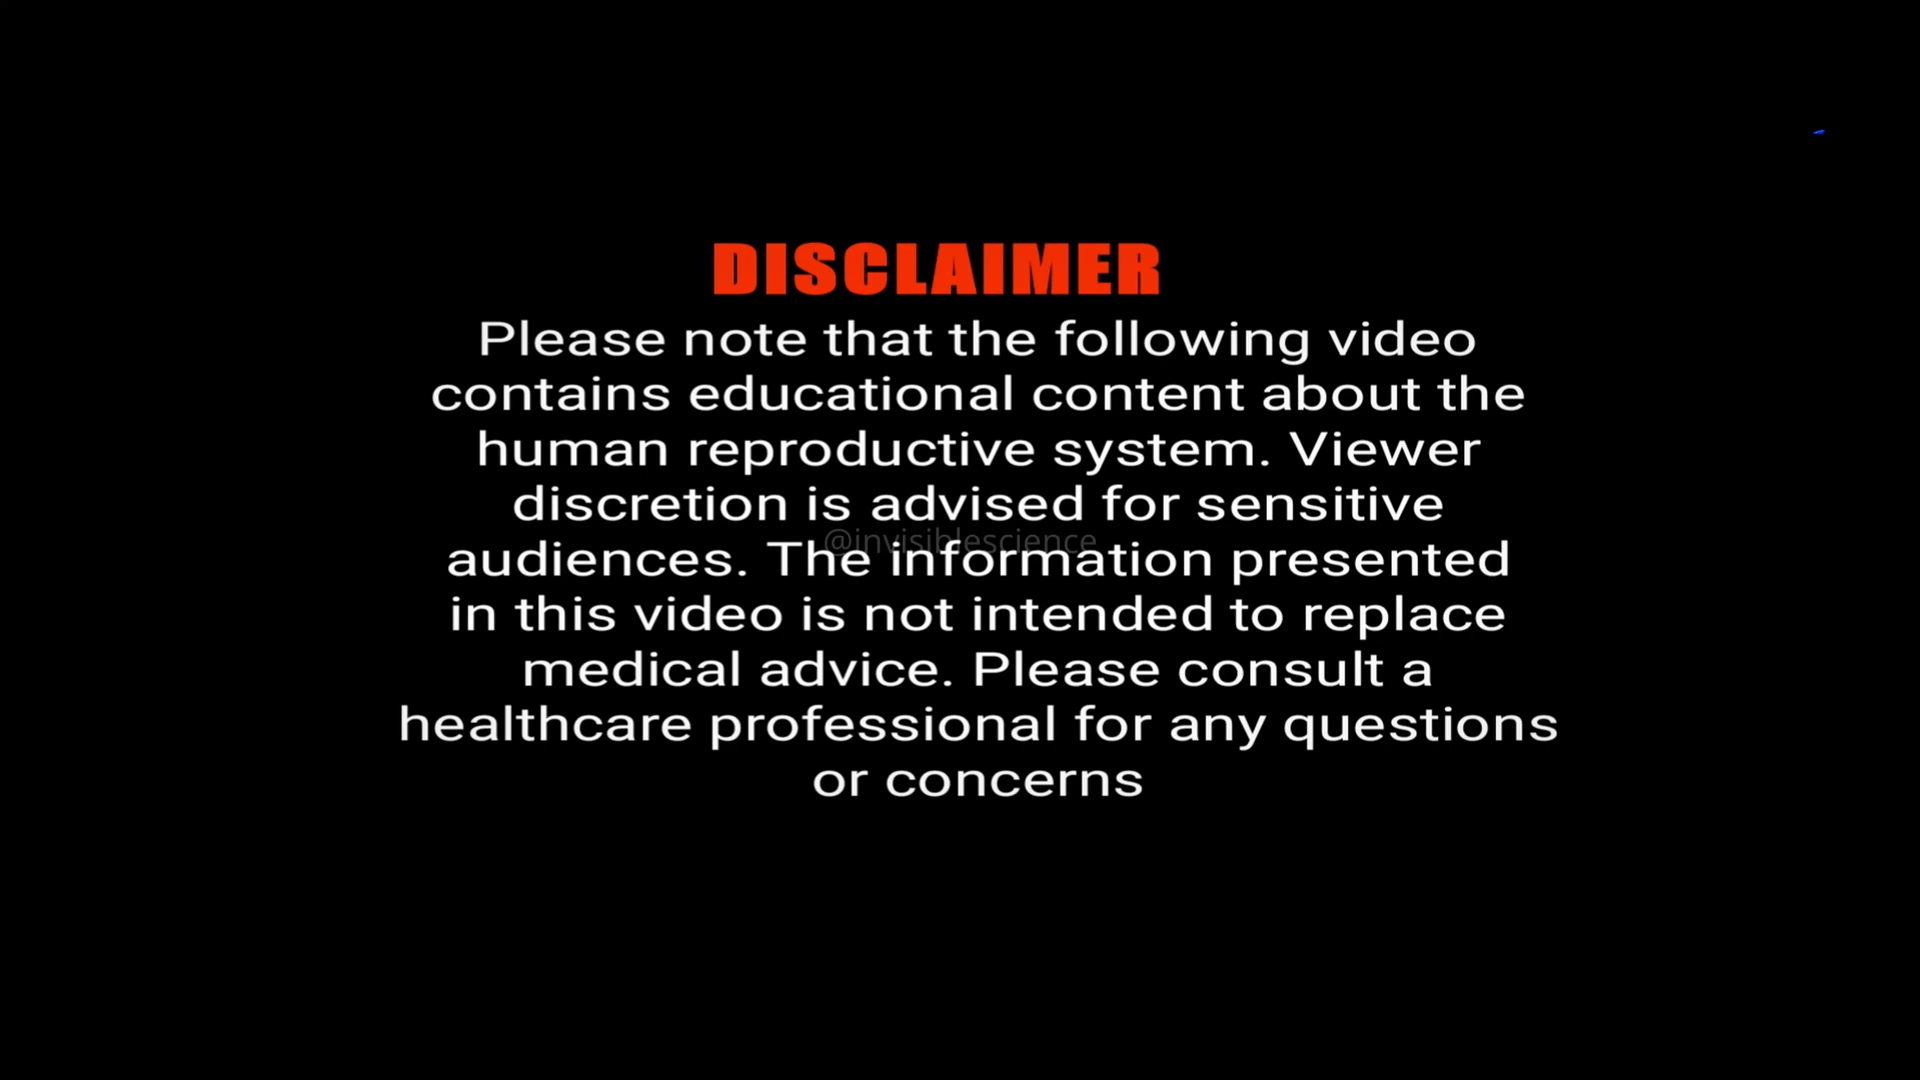 DISCLAIMER
Please note that the following video
contains educational content about the
human reproductive system. Viewer
discretion is advised for sensitive
@invisiblescience
audiences. The information presented
in this video is not intended to replace
medical advice. Please consult a
healthcare professional for any questions
or concerns